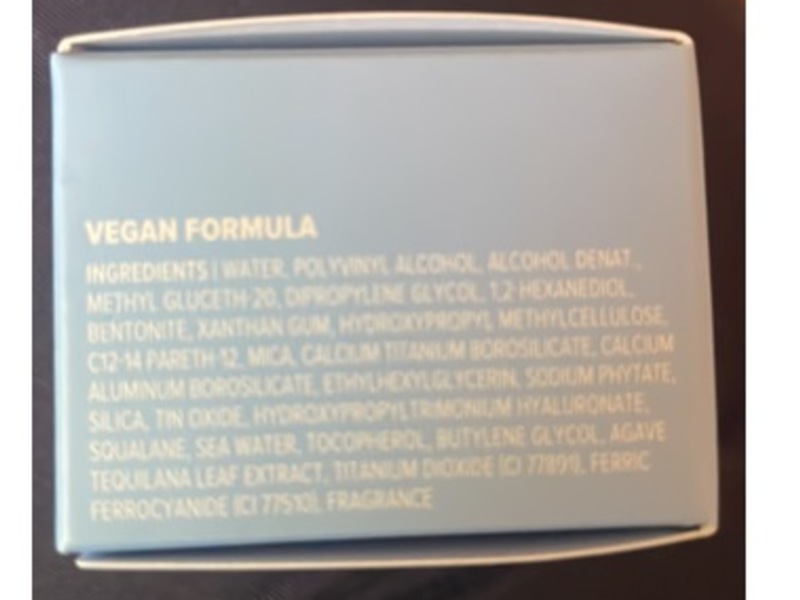 VEGAN FORMULA
INGREDIENTS | WATER, POLYVINYL ALCOHOL, ALCOHOL DENAT.,
METHYL GLUCETH-20, DIPROPYLENE GLYCOL, 1,2-HEXANEDIOL,
BENTONITE, XANTHAN GUM, HYDROXYPROPYL METHYLCELLULOSE,
C12-14 PARETH-12, MICA, CALCIUM TITANIUM BOROSILICATE, CALCIUM
ALUMINUM BOROSILICATE, ETHYLHEXYLGLYCERIN, SODIUM PHYTATE,
SILICA, TIN OXIDE, HYDROXYPROPYLTRIMONIUM HYALURONATE,
SQUALANE, SEA WATER, TOCOPHEROL, BUTYLENE GLYCOL, AGAVE
TEQUILANA LEAF EXTRACT, TITANIUM DIOXIDE (CI 77891), FERRIC
FERROCYANIDE (CI 77510), FRAGRANCE